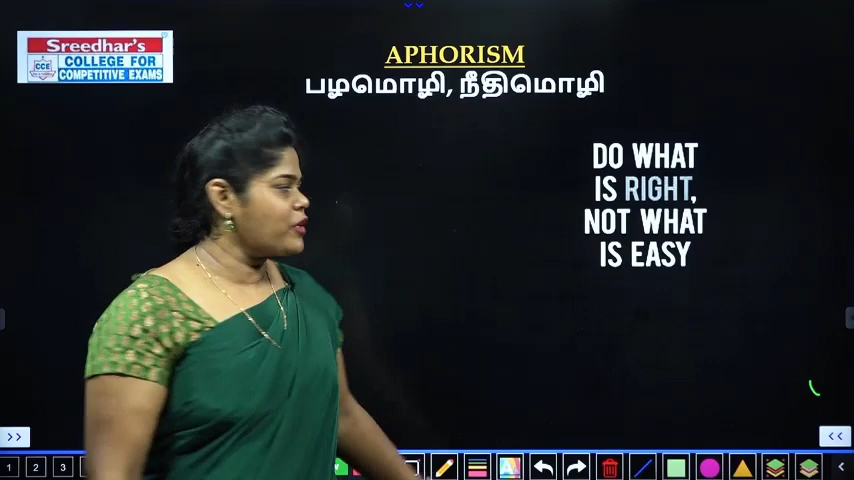 Sreedhar's
CCE
COLLEGE FOR
COMPETITIVE EXAMS
APHORISM
பழமொழி, நீதிமொழி
DO WHAT
IS RIGHT,
NOT WHAT
IS EASY
>>
<<
1 2 3